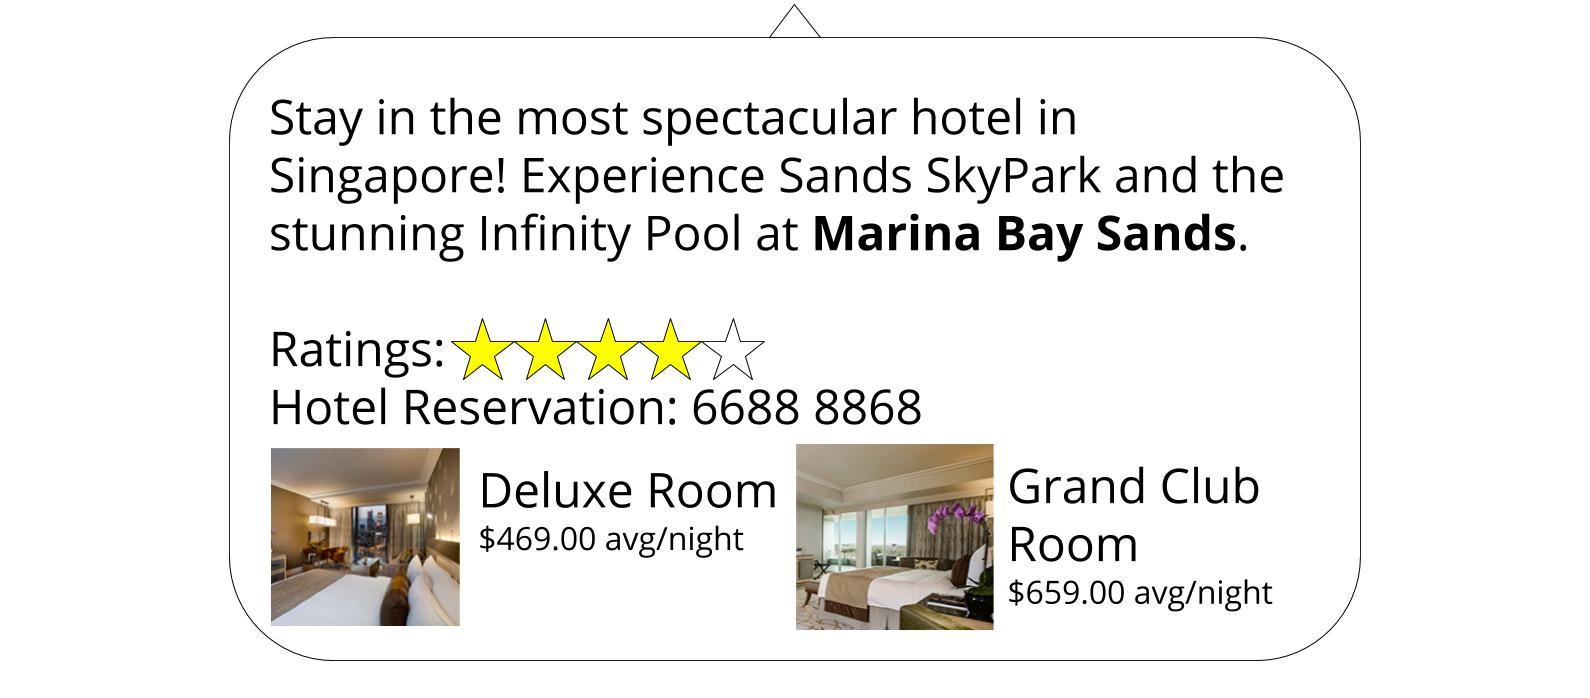 Stay in the most spectacular hotel in
Singapore! Experience Sands SkyPark and the
stunning Infinity Pool at Marina Bay Sands.
Ratings:
Hotel Reservation: 6688 8868
Deluxe Room
$469.00 avg/night
Grand Club
Room
$659.00 avg/night